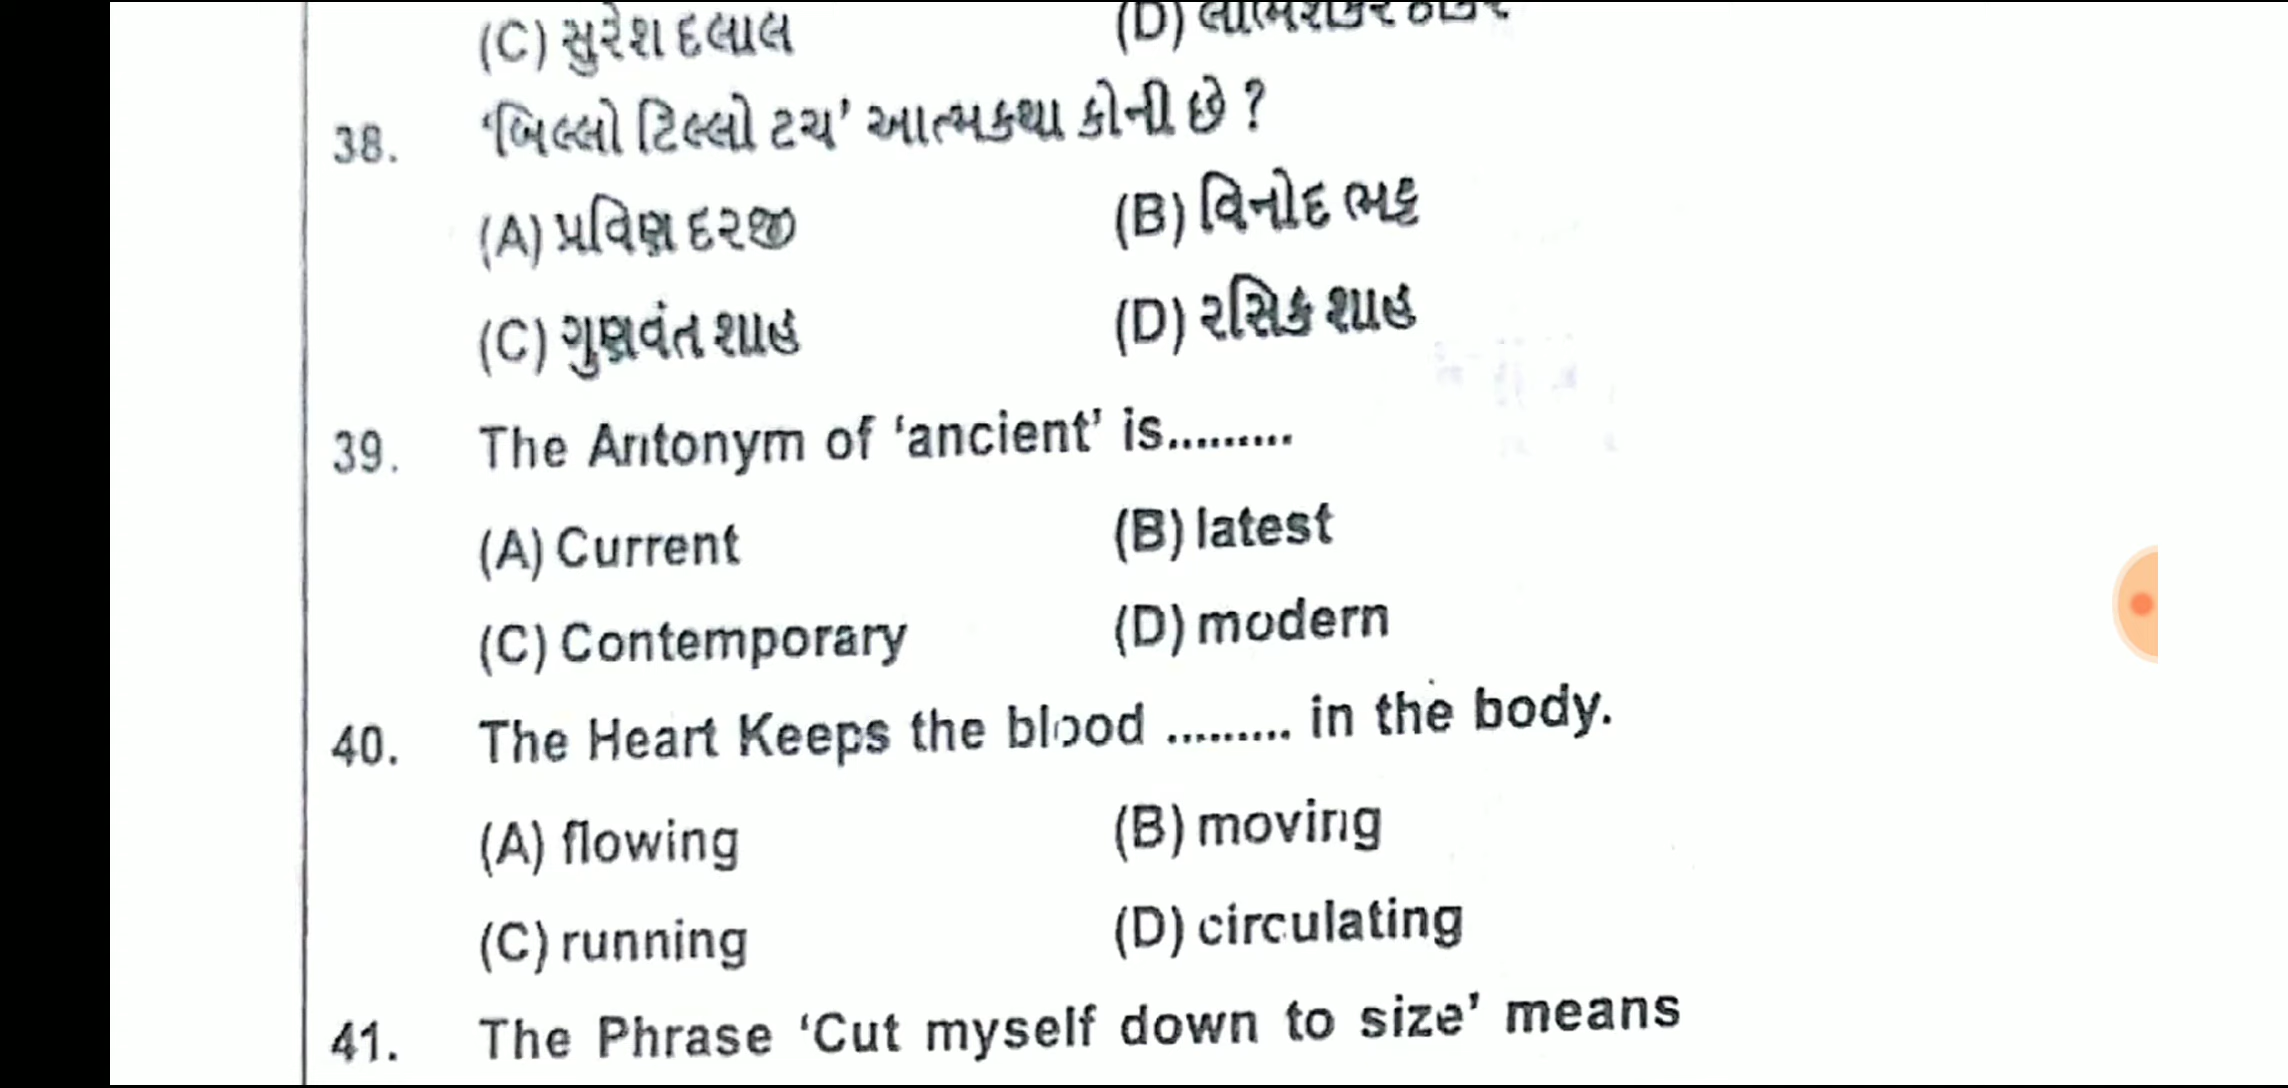 (C) સુરેશ દલાલ
(D)
38. ‘બિલ્લો ટિલ્લો ટચ’ આત્મકથા કોની છે ?
(A) પ્રવિણ દરજી
(B) વિનોદ ભટ્ટ
(C) ગુણવંત શાહ
(D) રસિક શાહ
39. The Antonym of ‘ancient’ is.........
(A) Current
(B) latest
(C) Contemporary
(D) modern
40. The Heart Keeps the blood ......... in the body.
(A) flowing
(B) moving
(C) running
(D) circulating
41. The Phrase ‘Cut myself down to size’ means